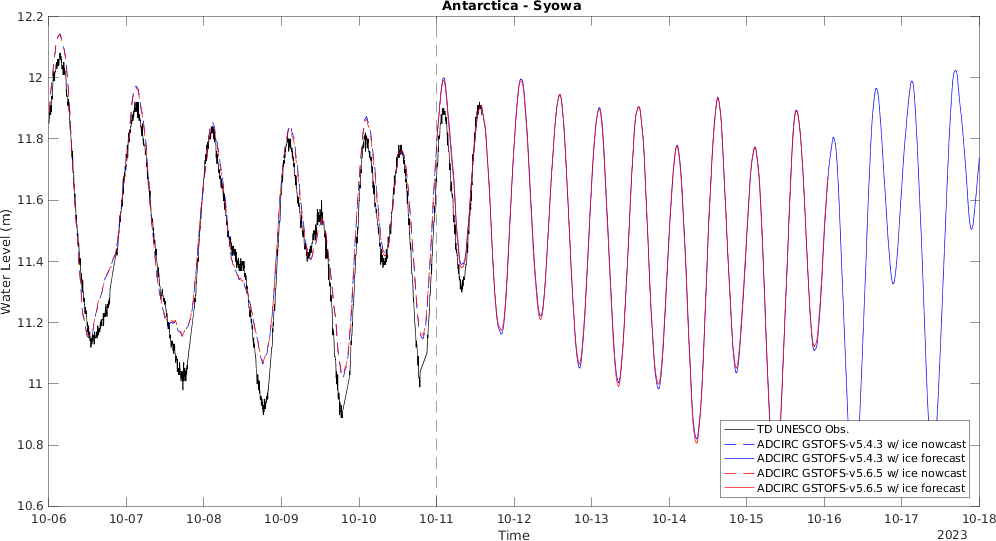 Antarctica - Syowa
Water Level (m)
12.2
12
11.8
11.6
11.4
11.2
11
10.8
10.6
TD UNESCO Obs.
ADCIRC GSTOFS-v5.4.3 w/ ice nowcast
ADCIRC GSTOFS-v5.4.3 w/ ice forecast
ADCIRC GSTOFS-v5.6.5 w/ ice nowcast
ADCIRC GSTOFS-v5.6.5 w/ ice forecast
10-06 10-07 10-08 10-09 10-10 10-11 10-12 10-13 10-14 10-15 10-16 10-17 10-18
Time
2023